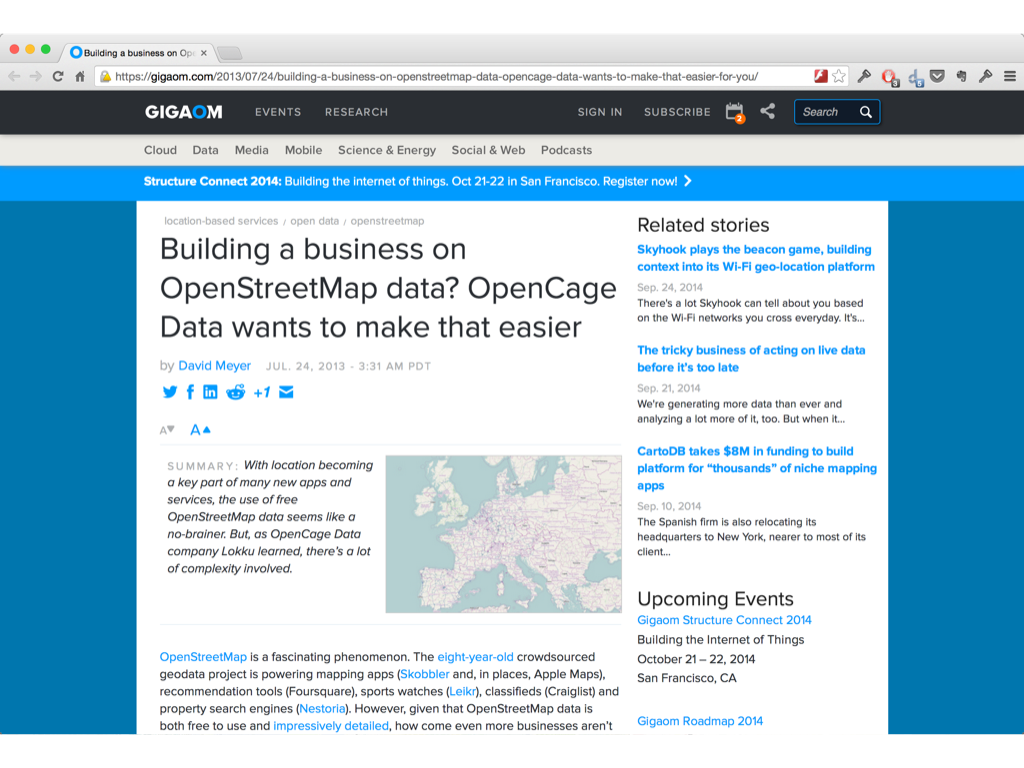 Building a business on Op
https://gigaom.com/2013/07/24/building-a-business-on-openstreetmap-data-opencage-data-wants-to-make-that-easier-for-you/
GIGAOM EVENTS RESEARCH SIGN IN SUBSCRIBE 2 Search
Cloud Data Media Mobile Science & Energy Social & Web Podcasts
Structure Connect 2014: Building the internet of things. Oct 21-22 in San Francisco. Register now!
location-based services / open data / openstreetmap
Building a business on
OpenStreetMap data? OpenCage
Data wants to make that easier
by David Meyer JUL. 24, 2013 - 3:31 AM PDT
+1
A A
SUMMARY: With location becoming
a key part of many new apps and
services, the use of free
OpenStreetMap data seems like a
no-brainer. But, as OpenCage Data
company Lokku learned, there's a lot
of complexity involved.
OpenStreetMap is a fascinating phenomenon. The eight-year-old crowdsourced
geodata project is powering mapping apps (Skobbler and, in places, Apple Maps),
recommendation tools (Foursquare), sports watches (Leikr), classifieds (Craiglist) and
property search engines (Nestoria). However, given that OpenStreetMap data is
both free to use and impressively detailed, how come even more businesses aren't
Related stories
Skyhook plays the beacon game, building
context into its Wi-Fi geo-location platform
Sep. 24, 2014
There's a lot Skyhook can tell about you based
on the Wi-Fi networks you cross everyday. It's...
The tricky business of acting on live data
before it's too late
Sep. 21, 2014
We're generating more data than ever and
analyzing a lot more of it, too. But when it...
CartoDB takes $8M in funding to build
platform for “thousands” of niche mapping
apps
Sep. 10, 2014
The Spanish firm is also relocating its
headquarters to New York, nearer to most of its
client...
Upcoming Events
Gigaom Structure Connect 2014
Building the Internet of Things
October 21 – 22, 2014
San Francisco, CA
Gigaom Roadmap 2014